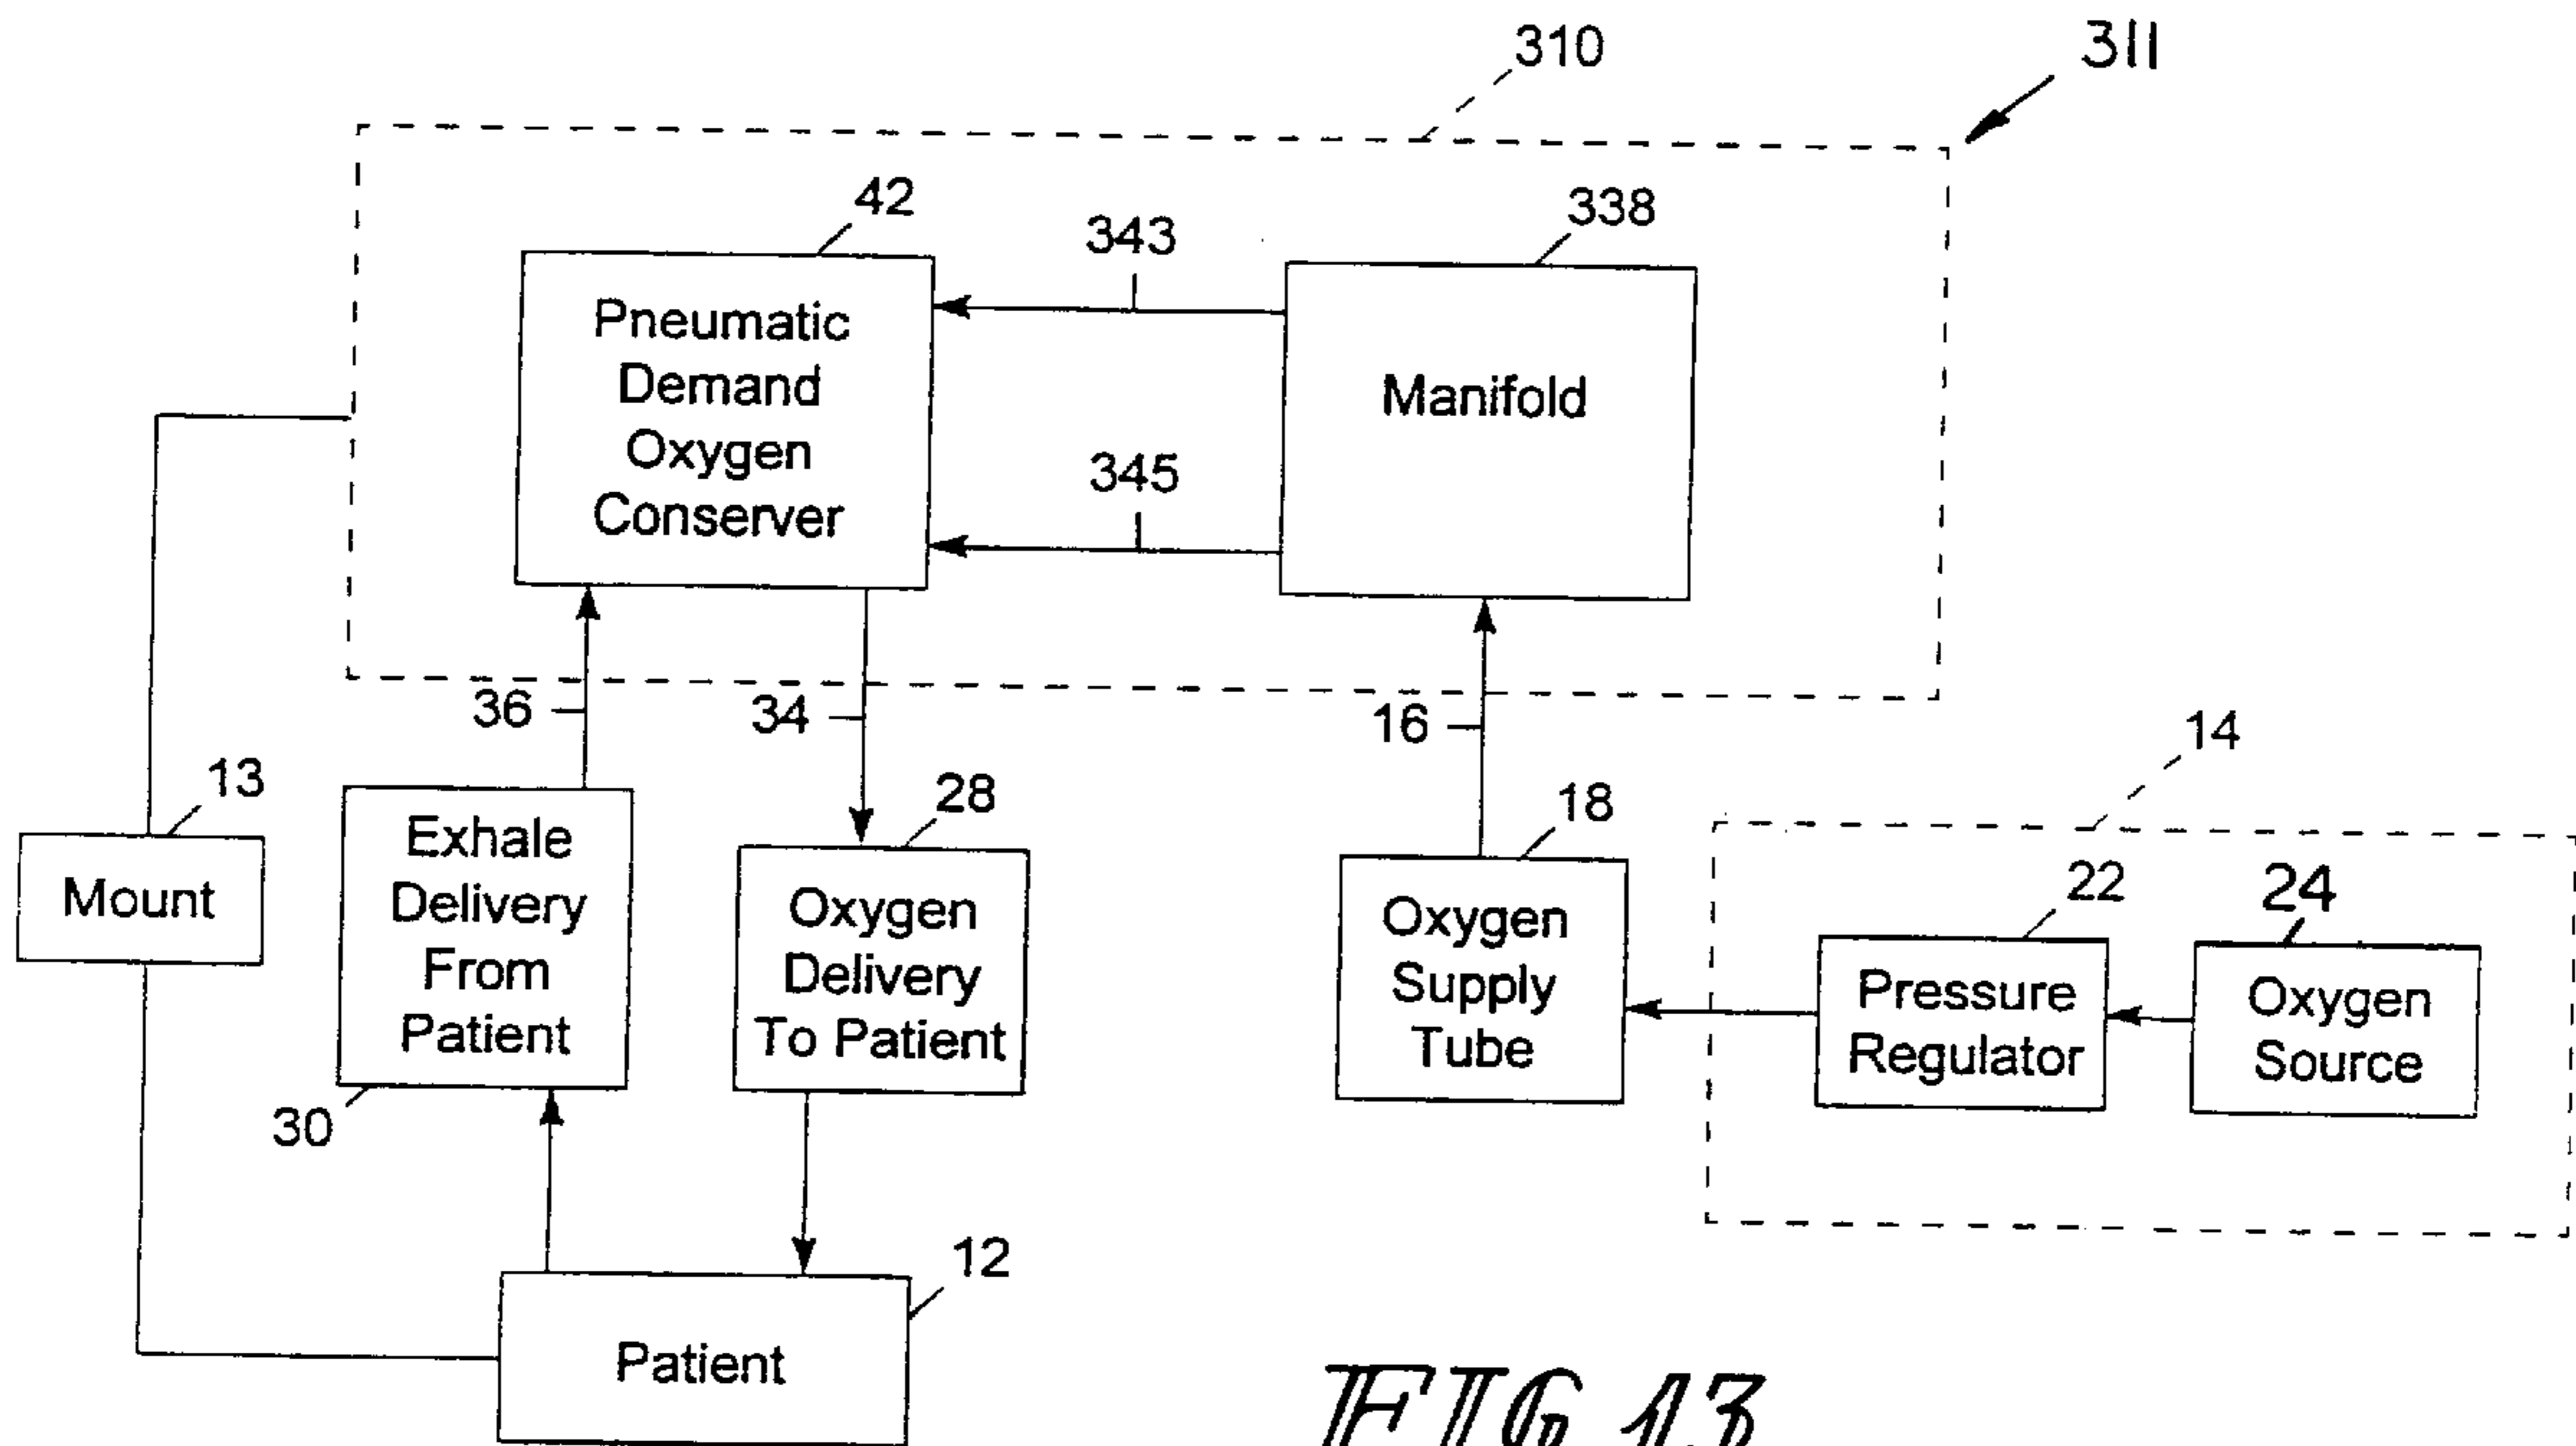 310
311
42
343
338
Pneumatic
Demand
Oxygen
Conserver
Manifold
345
36
34
16
14
13
28
18
22
24
Mount
Exhale
Delivery
From
Patient
Oxygen
Delivery
To Patient
Oxygen
Supply
Tube
Pressure
Regulator
Oxygen
Source
30
12
Patient
FIG. 13